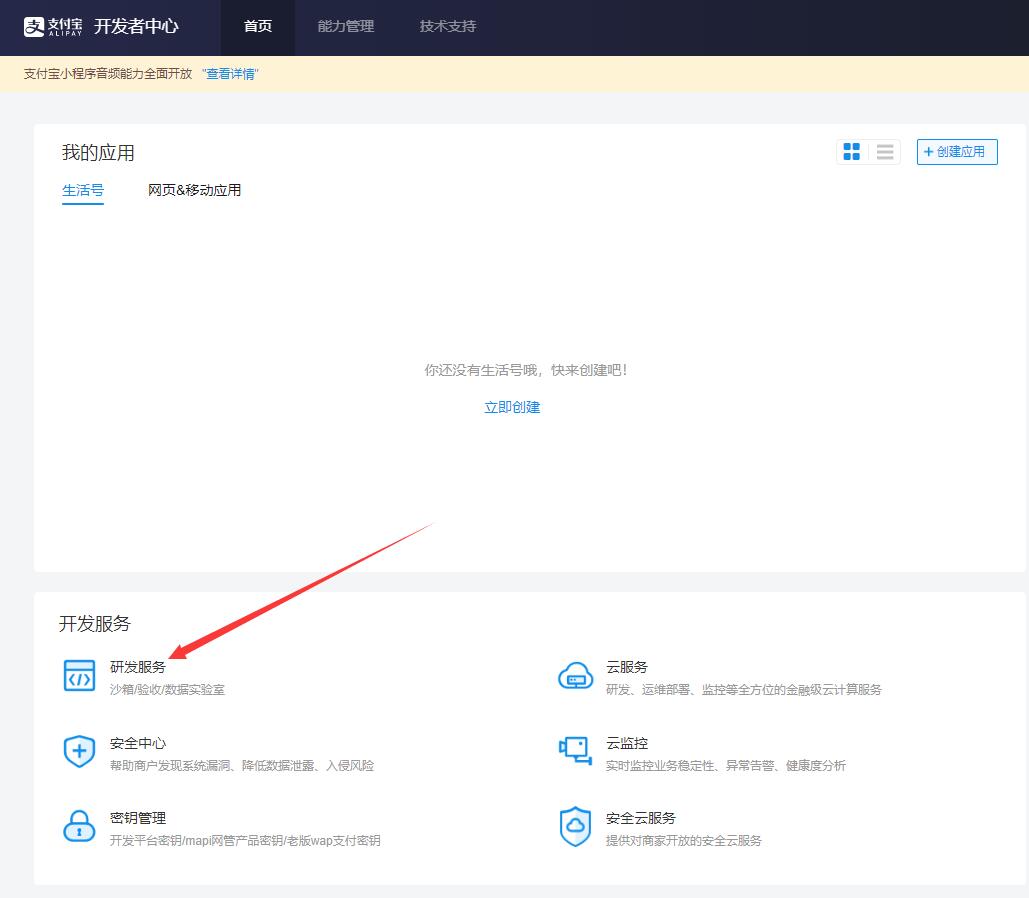 支付宝 ALIPAY 开发者中心 首页 能力管理 技术支持
支付宝小程序音频能力全面开放 "查看详情"
我的应用
+ 创建应用
生活号 网页&移动应用
你还没有生活号哦，快来创建吧！
立即创建
开发服务
研发服务
沙箱/验收/数据实验室
云服务
研发、运维部署、监控等全方位的金融级云计算服务
安全中心
帮助商户发现系统漏洞、降低数据泄露、入侵风险
云监控
实时监控业务稳定性、异常告警、健康度分析
密钥管理
开发平台密钥/mapi网管产品密钥/老版wap支付密钥
安全云服务
提供对商家开放的安全云服务